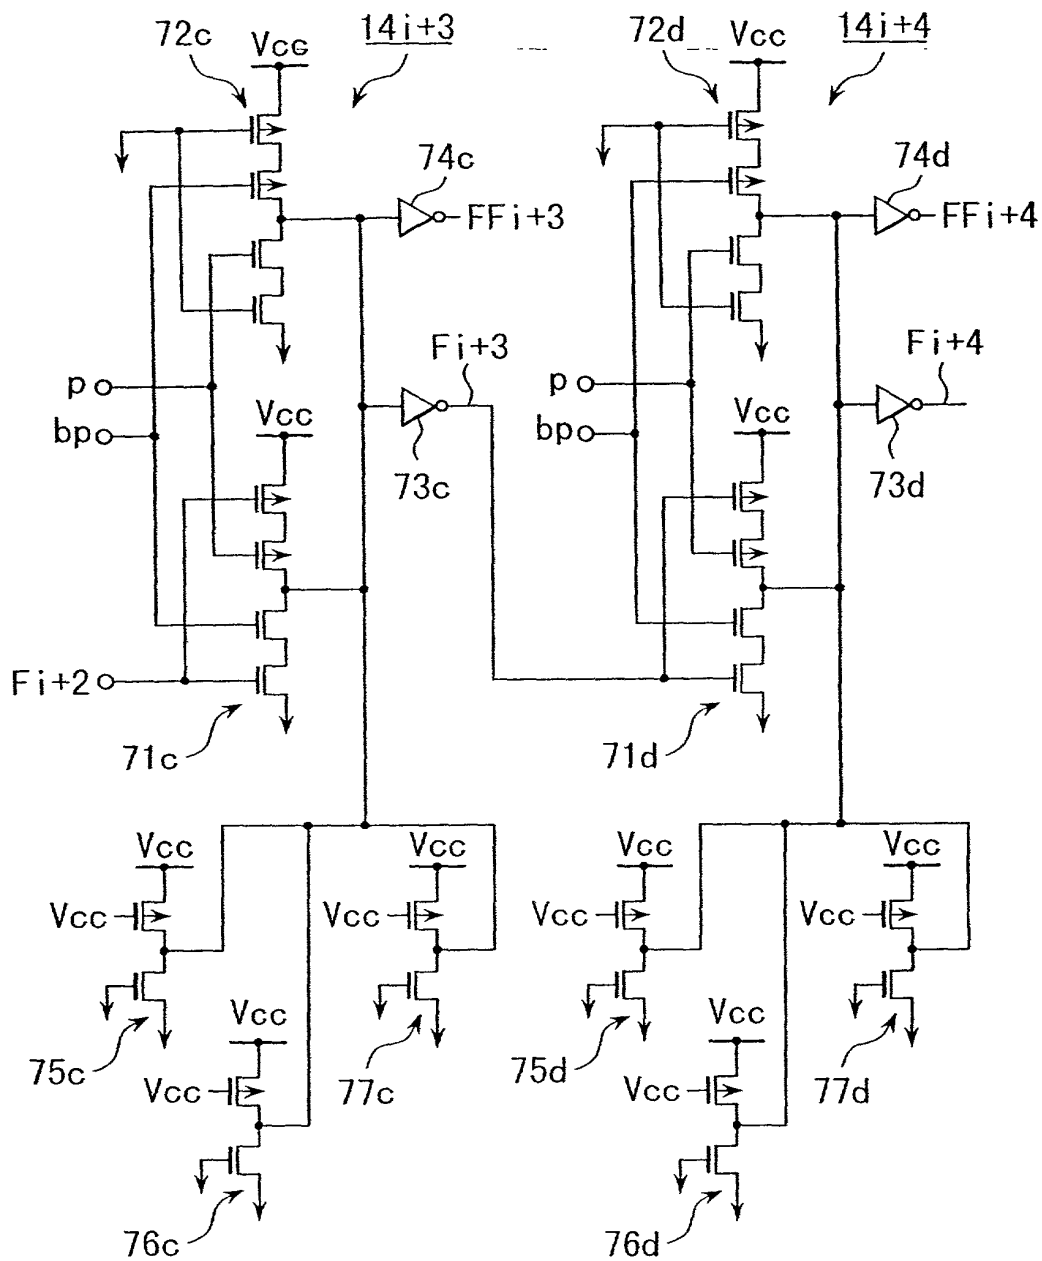 72c 14i+3 72d 14i+4
Vcc Vcc
74c 74d
FFi+3 FFi+4
Fi+3 Fi+4
p p
Vcc Vcc
bp bp
73c 73d
Fi+2
71c 71d
Vcc Vcc Vcc Vcc
Vcc Vcc Vcc Vcc
Vcc Vcc
75c 77c 75d 77d
Vcc Vcc
76c 76d